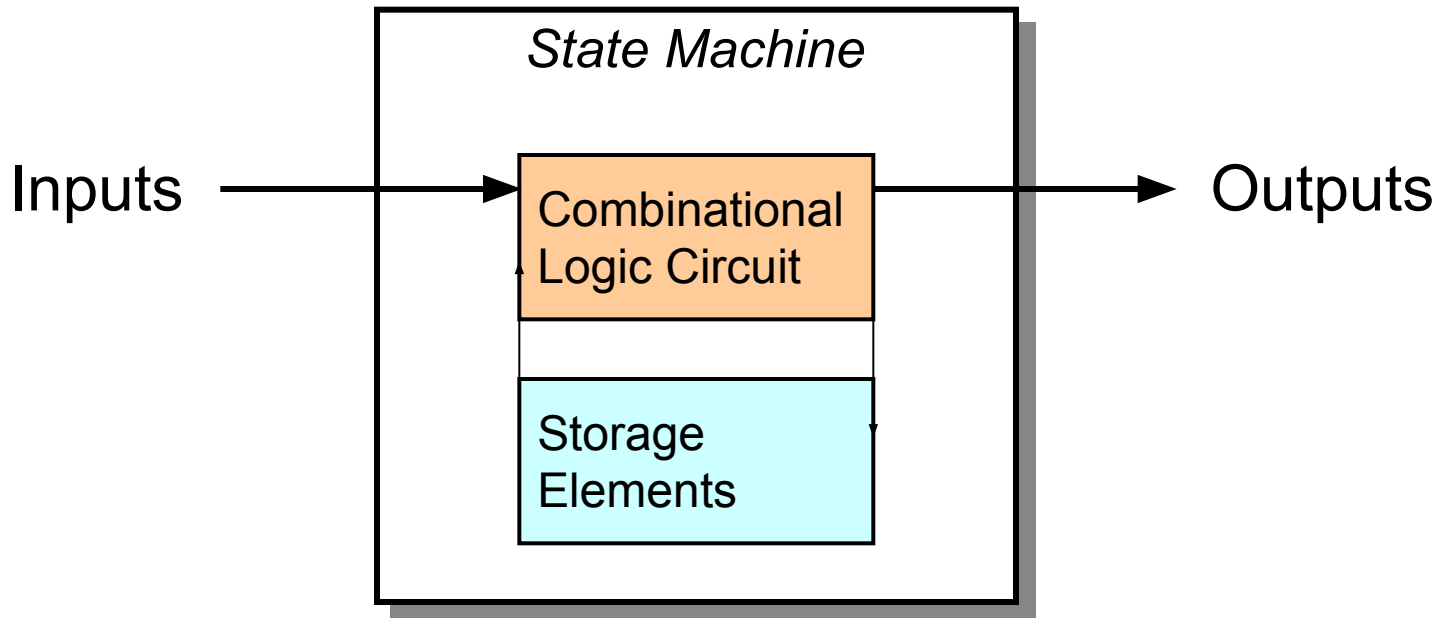 State Machine
Inputs
Combinational
Logic Circuit
Outputs
Storage
Elements